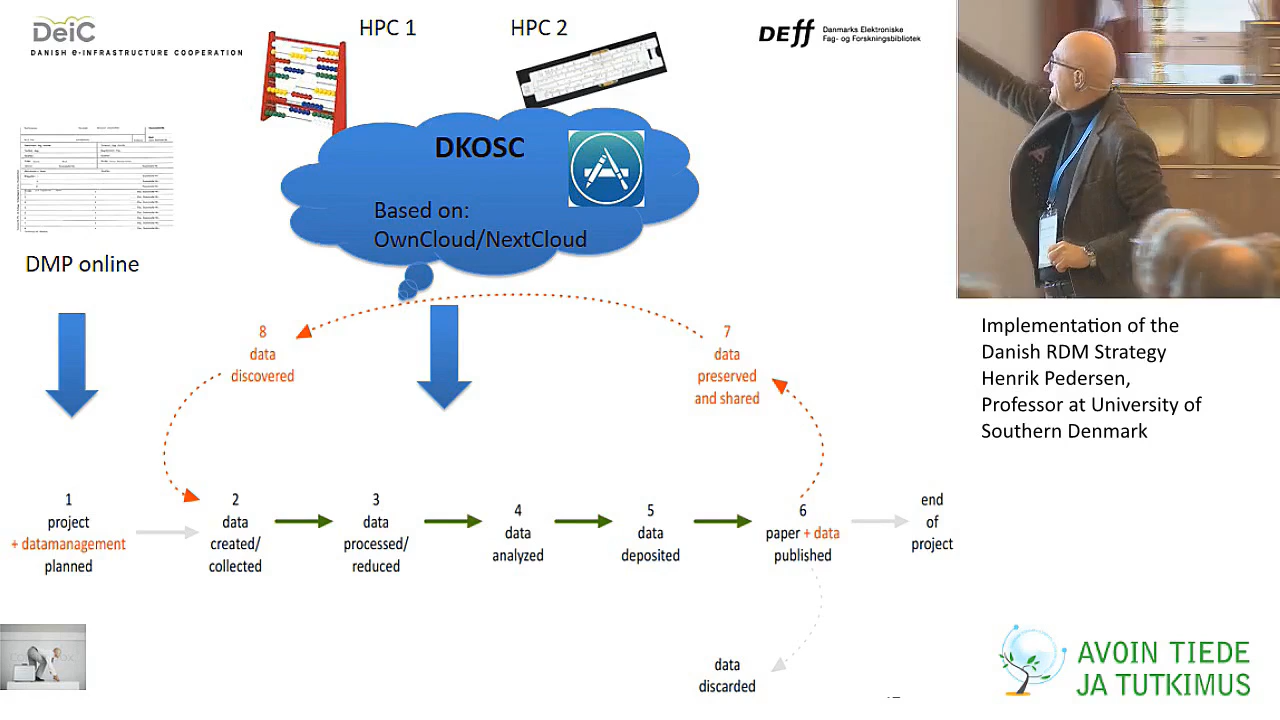 DeiC
DANISH e-INFRASTRUCTURE COOPERATION
HPC 1
HPC 2
DEff
Danmarks Elektroniske
Fag- og Forskningsbibliotek
DKOSC
Based on:
OwnCloud/NextCloud
DMP online
8
data
discovered
7
data
preserved
and shared
1
project
+ datamanagement
planned
2
data
created/
collected
3
data
processed/
reduced
4
data
analyzed
5
data
deposited
6
paper + data
published
end
of
project
data
discarded
Implementation of the
Danish RDM Strategy
Henrik Pedersen,
Professor at University of
Southern Denmark
AVOIN TIEDE
JA TUTKIMUS